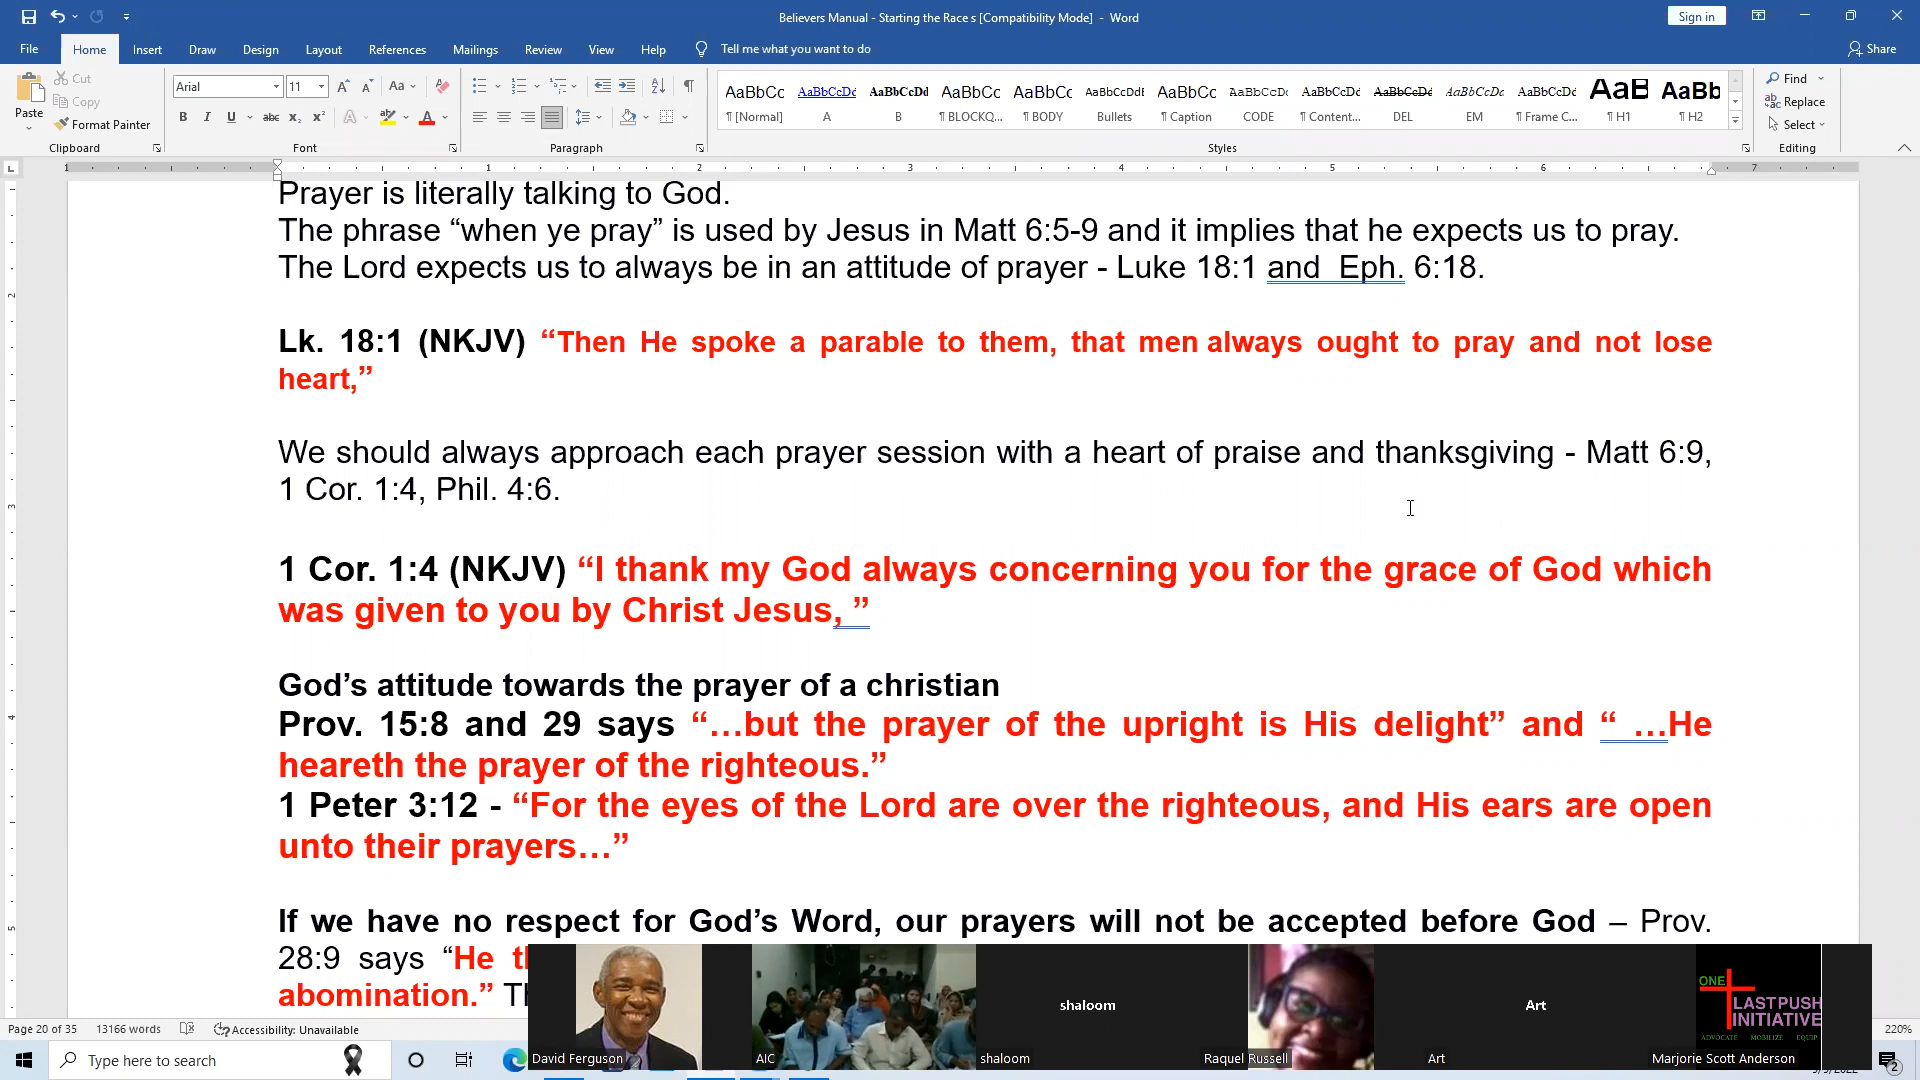 Believers Manual - Starting the Race s [Compatibility Mode] - Word
Sign in
File Home Insert Draw Design Layout References Mailings Review View Help Tell me what you want to do
Share
Paste
Cut
Copy
Format Painter
Clipboard
Arial 11
Font
Paragraph
AaBbCc AaBbCcDc AaBbCcDd AaBbCc AaBbCc AaBbCcDdE AaBbCc AaBbCcDc AaBbCcDd AaBbCcDd AaBbCcDc AaBbCcDd AaB AaBb
¶ [Normal] A B ¶ BLOCKQ... ¶ BODY Bullets ¶ Caption CODE ¶ Content... DEL EM ¶ Frame C... ¶ H1 ¶ H2
Styles
Find
Replace
Select
Editing
Prayer is literally talking to God.
The phrase “when ye pray” is used by Jesus in Matt 6:5-9 and it implies that he expects us to pray.
The Lord expects us to always be in an attitude of prayer - Luke 18:1 and Eph. 6:18.
Lk. 18:1 (NKJV) “Then He spoke a parable to them, that men always ought to pray and not lose
heart,”
We should always approach each prayer session with a heart of praise and thanksgiving - Matt 6:9,
1 Cor. 1:4, Phil. 4:6.
1 Cor. 1:4 (NKJV) “I thank my God always concerning you for the grace of God which
was given to you by Christ Jesus, ”
God’s attitude towards the prayer of a christian
Prov. 15:8 and 29 says “…but the prayer of the upright is His delight” and “ …He
heareth the prayer of the righteous.”
1 Peter 3:12 - “For the eyes of the Lord are over the righteous, and His ears are open
unto their prayers…”
If we have no respect for God’s Word, our prayers will not be accepted before God – Prov.
28:9 says “He
abomination.”
shaloom
Art
ONE
LASTPUSH
INITIATIVE
ADVOCATE MOBILIZE EQUIP
David Ferguson AIC shaloom Raquel Russell Art Marjorie Scott Anderson
Page 20 of 35 13166 words Accessibility: Unavailable
220%
Type here to search
2